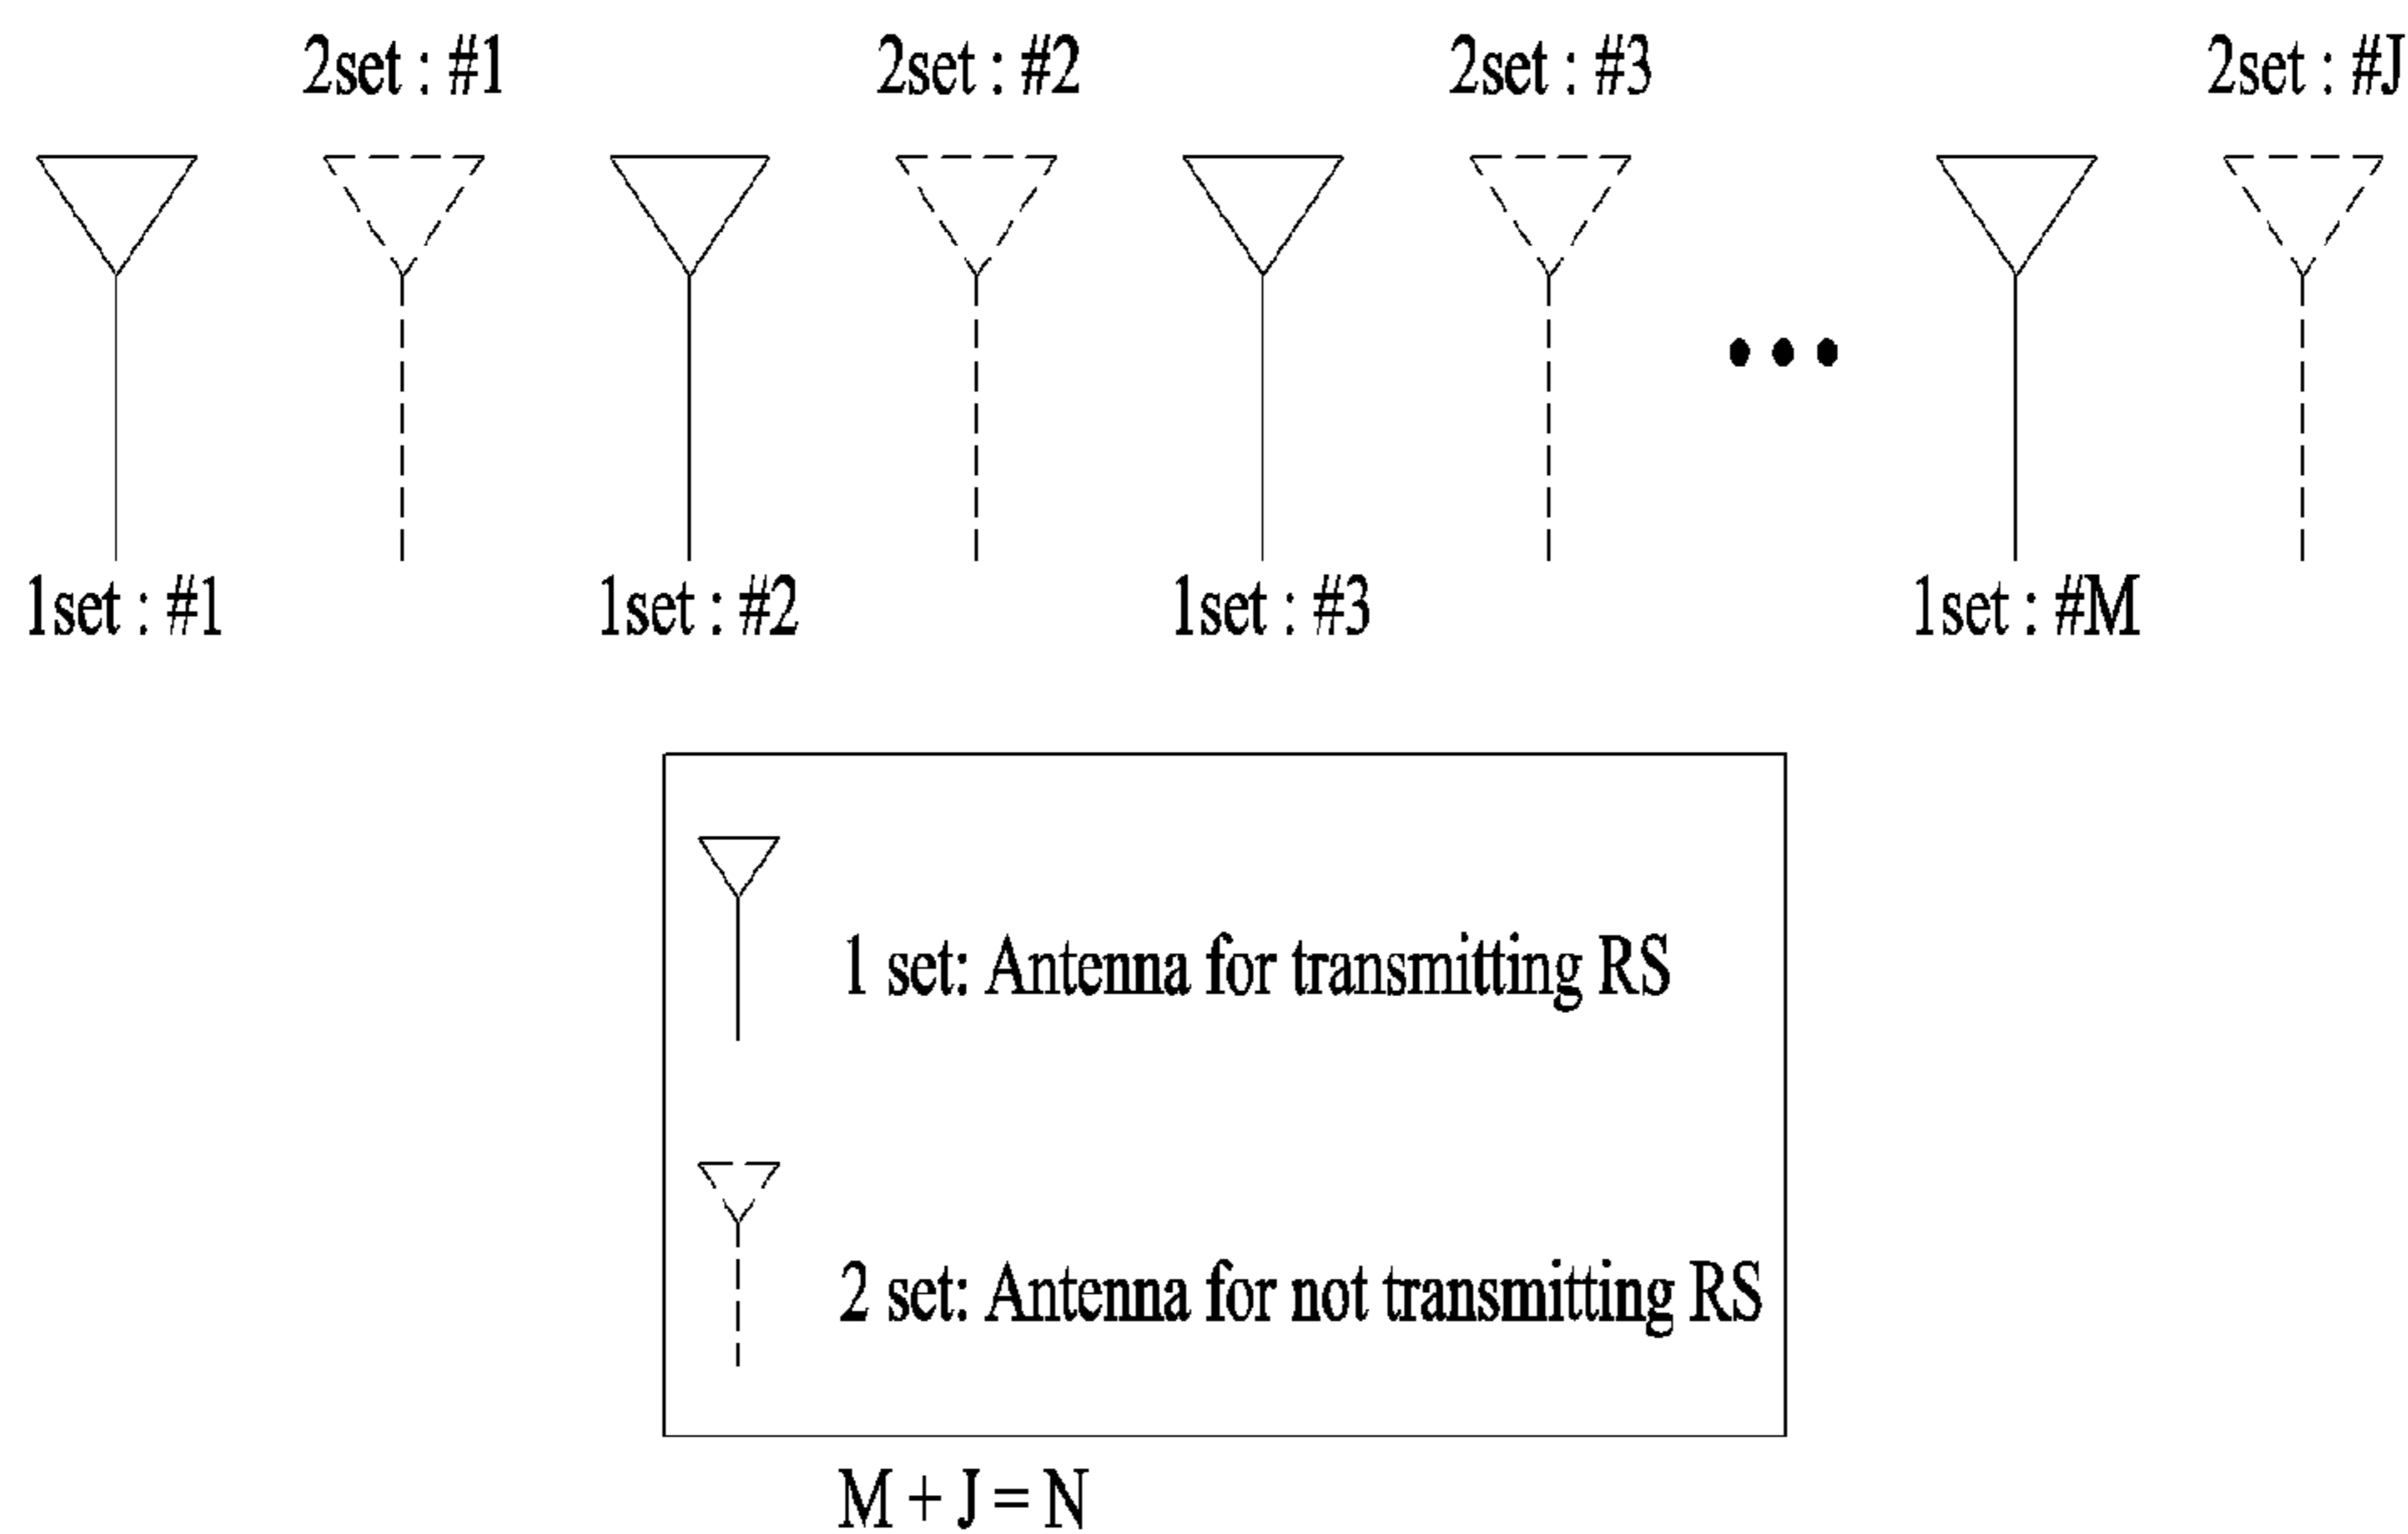 2set : #1 2set : #2 2set : #3 2set : #J
1set : #1 1set : #2 1set : #3 1set : #M
1 set: Antenna for transmitting RS
2 set: Antenna for not transmitting RS
M + J = N